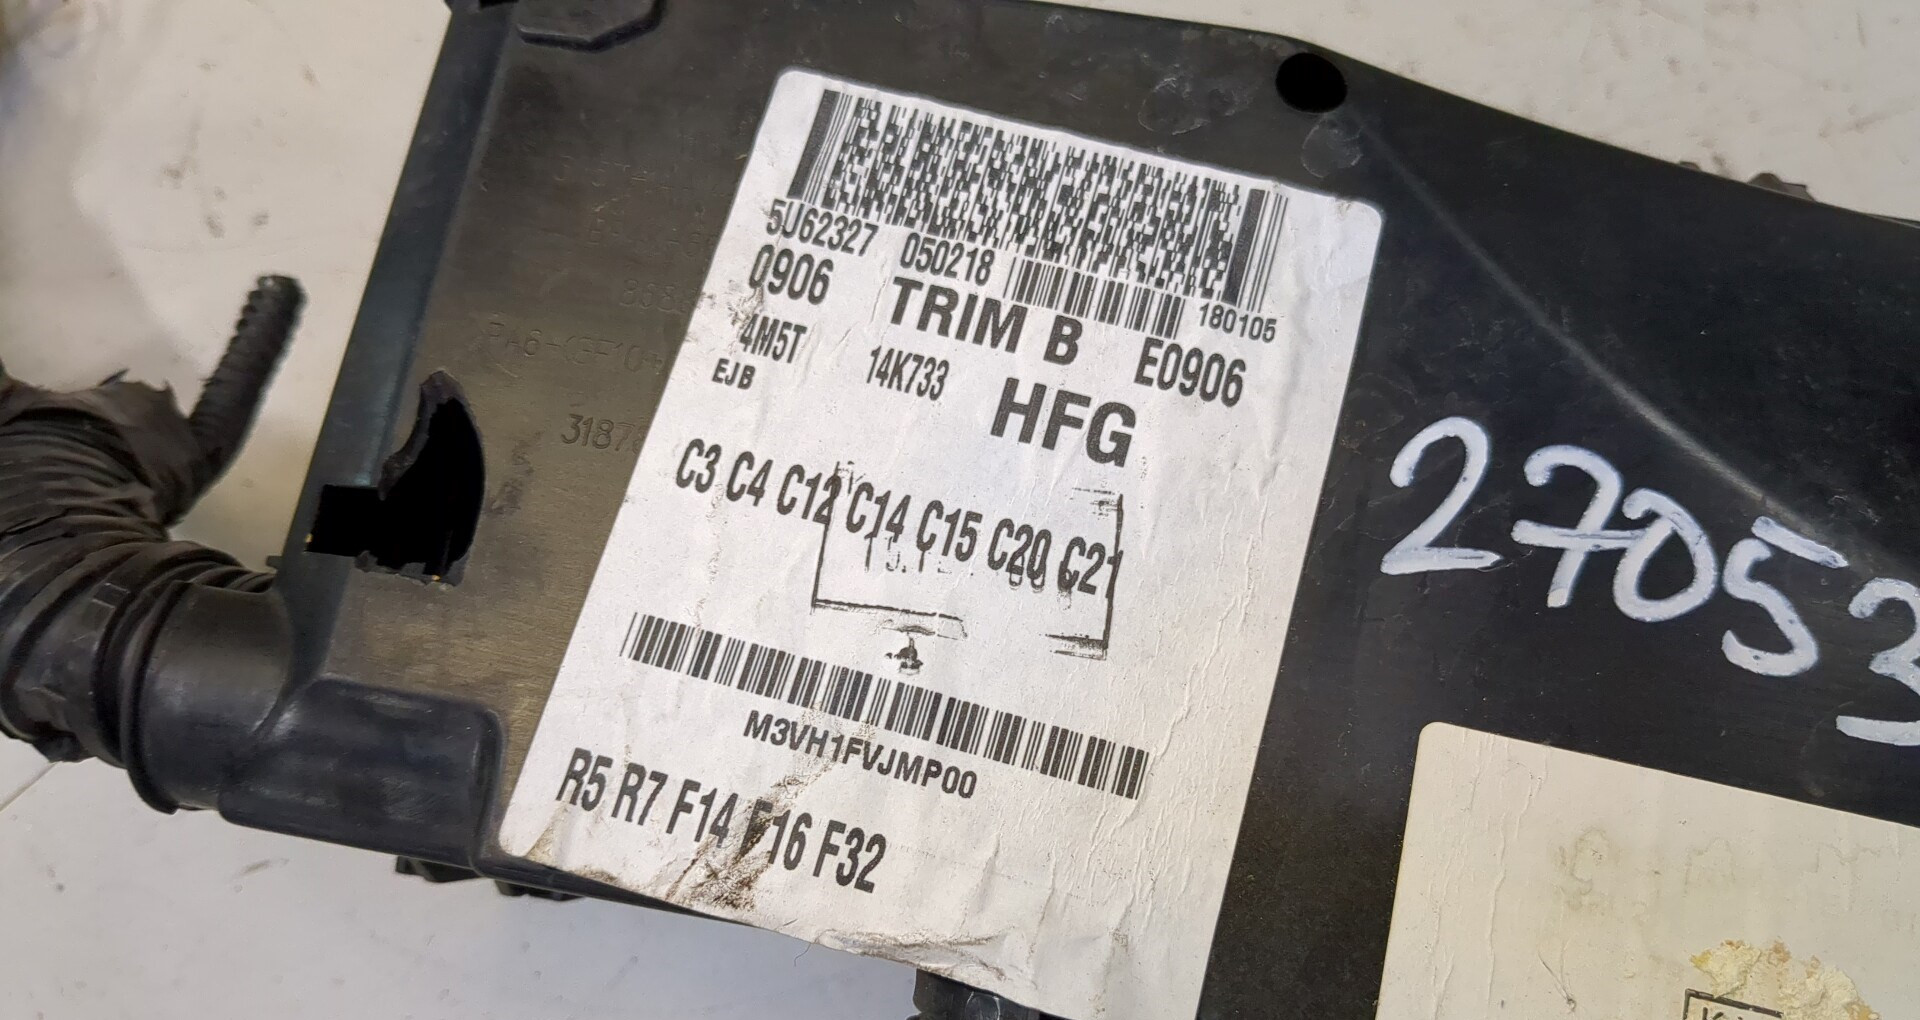 5U62327 050218 180105
0906 TRIM B E0906
4M5T 14K733 HFG
EJB
C3 C4 C12 C14 C15 C20 C21
M3VH1FVJMP00
R5 R7 F14 F16 F32
27053